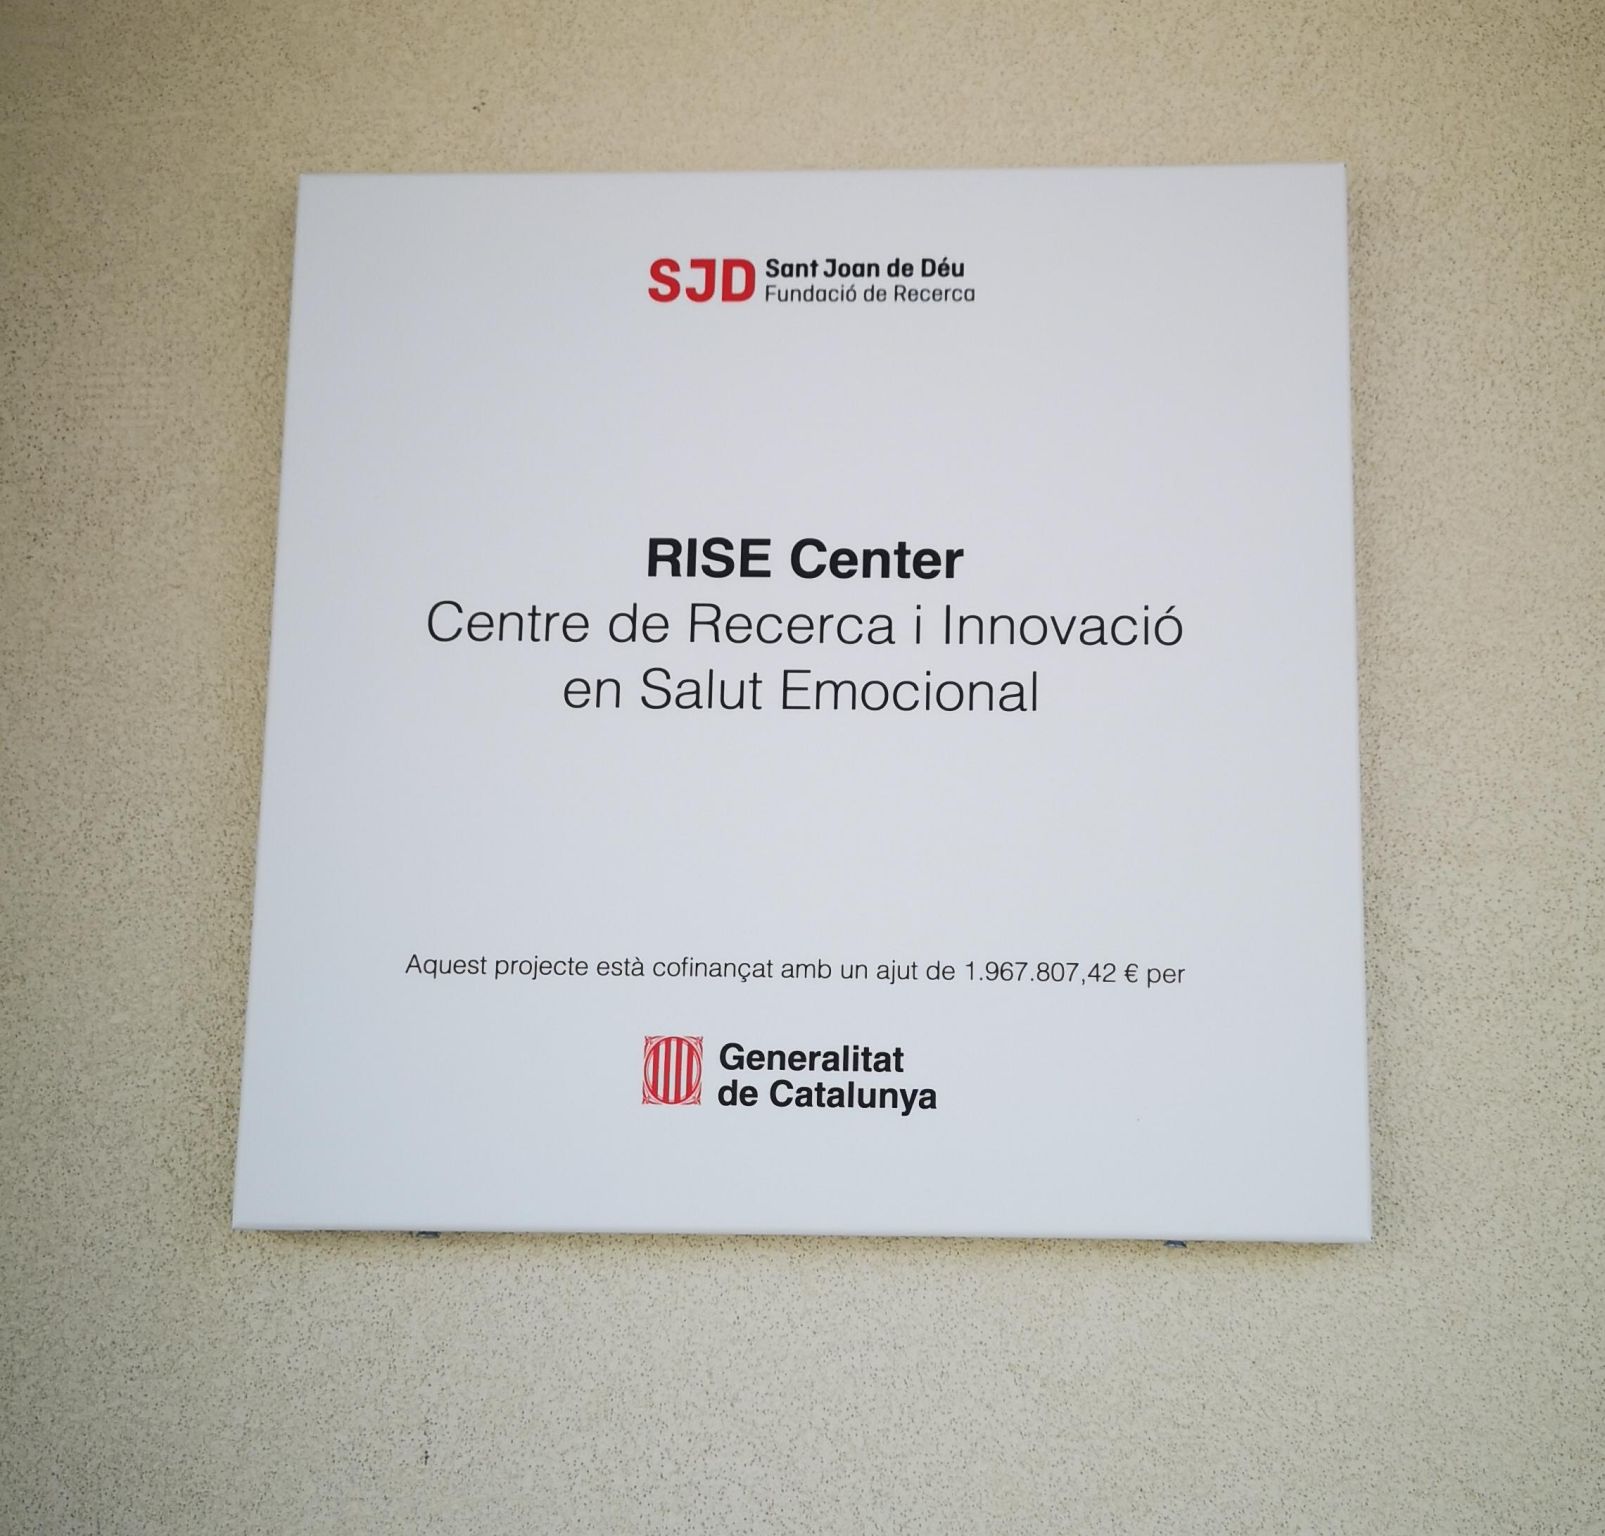 SJD Sant Joan de Déu
Fundació de Recerca
RISE Center
Centre de Recerca i Innovació
en Salut Emocional
Aquest projecte està cofinançat amb un ajut de 1.967.807,42 € per
Generalitat
de Catalunya